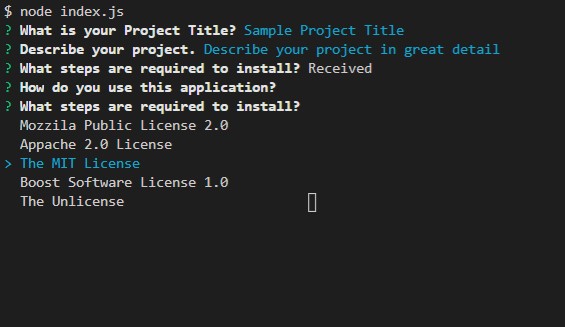 $ node index.js
? What is your Project Title? Sample Project Title
? Describe your project. Describe your project in great detail
? What steps are required to install? Received
? How do you use this application?
? What steps are required to install?
Mozzila Public License 2.0
Appache 2.0 License
> The MIT License
Boost Software License 1.0
The Unlicense